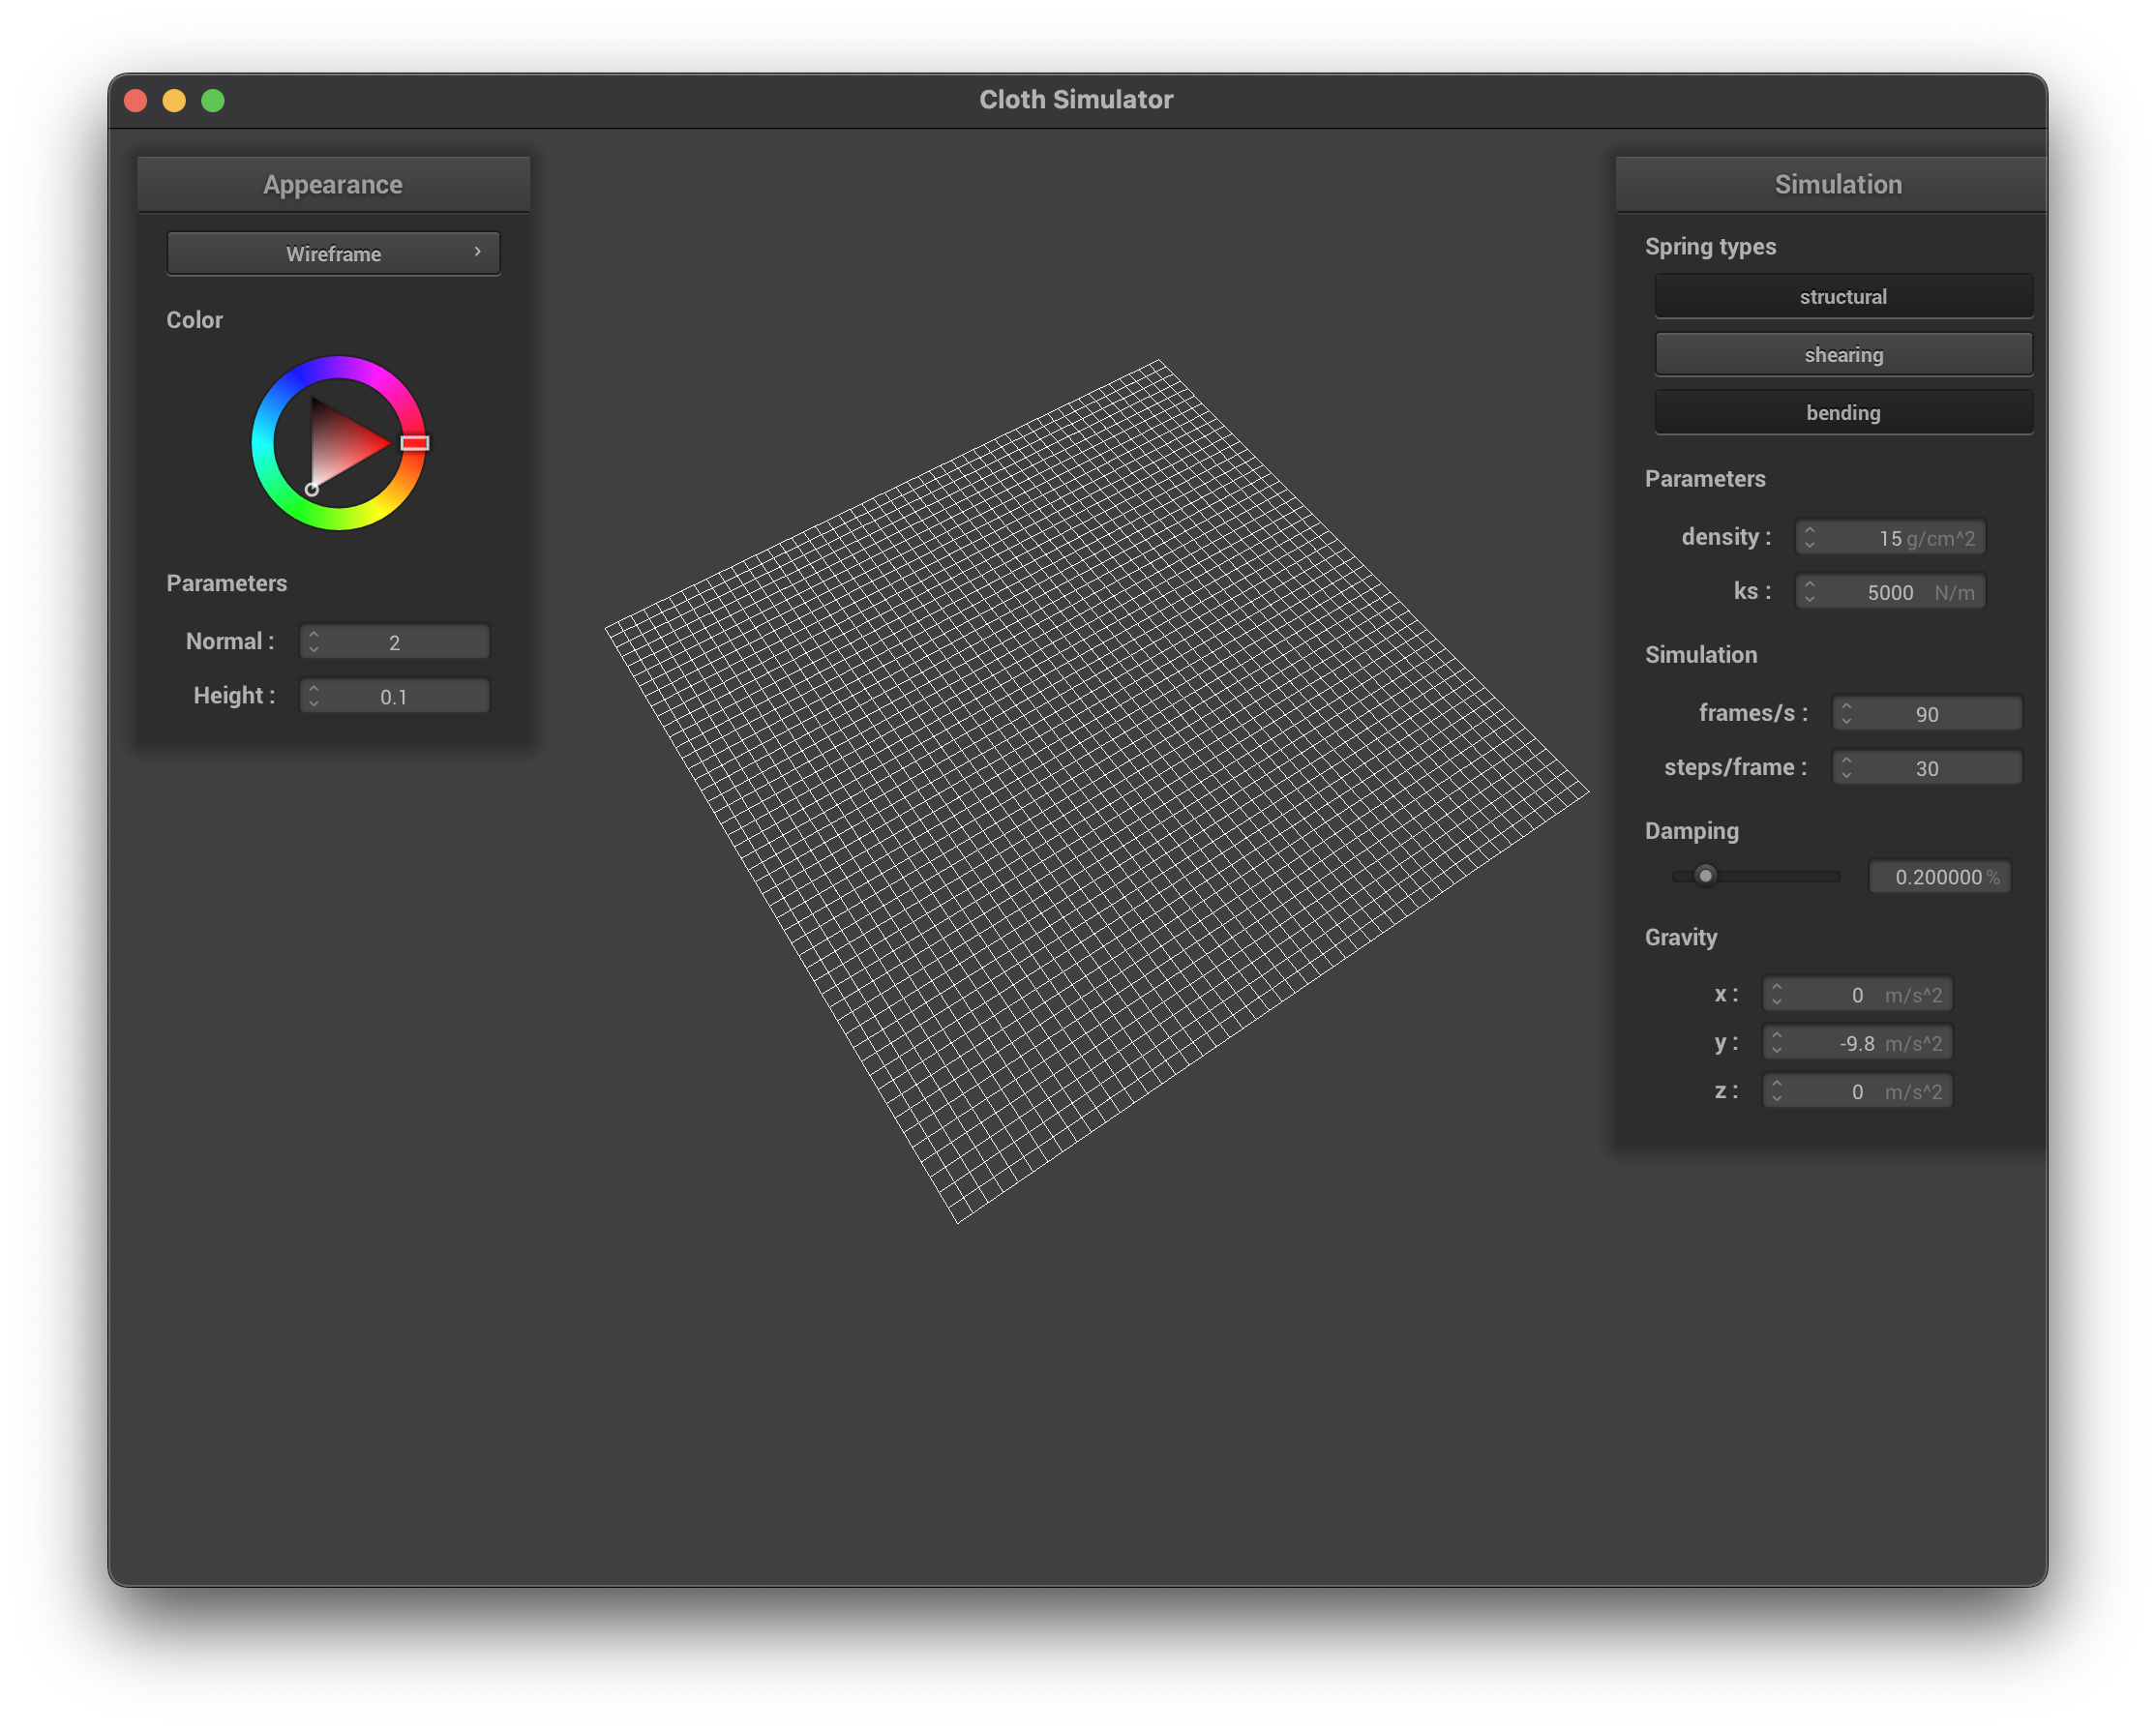 Cloth Simulator
Appearance
Wireframe
Color
Parameters
Normal : 2
Height : 0.1
Simulation
Spring types
structural
shearing
bending
Parameters
density : 15 g/cm^2
ks : 5000 N/m
Simulation
frames/s : 90
steps/frame : 30
Damping
0.200000 %
Gravity
x : 0 m/s^2
y : -9.8 m/s^2
z : 0 m/s^2